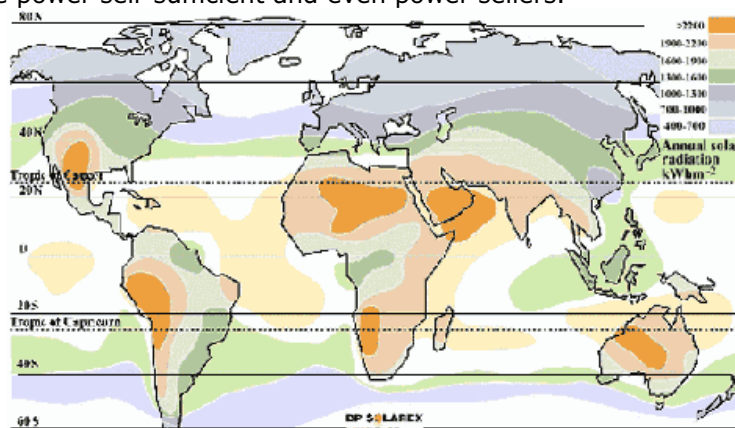 power self-sufficient and even power sellers.
80N
>2200
1900-2200
1600-1900
1300-1600
1000-1300
700-1000
400-700
Annual sola
radiation
kWhm⁻²
60N
40N
Tropic of Cancer
20N
0
20S
Tropic of Capricorn
40S
60S
BP SOLAREX